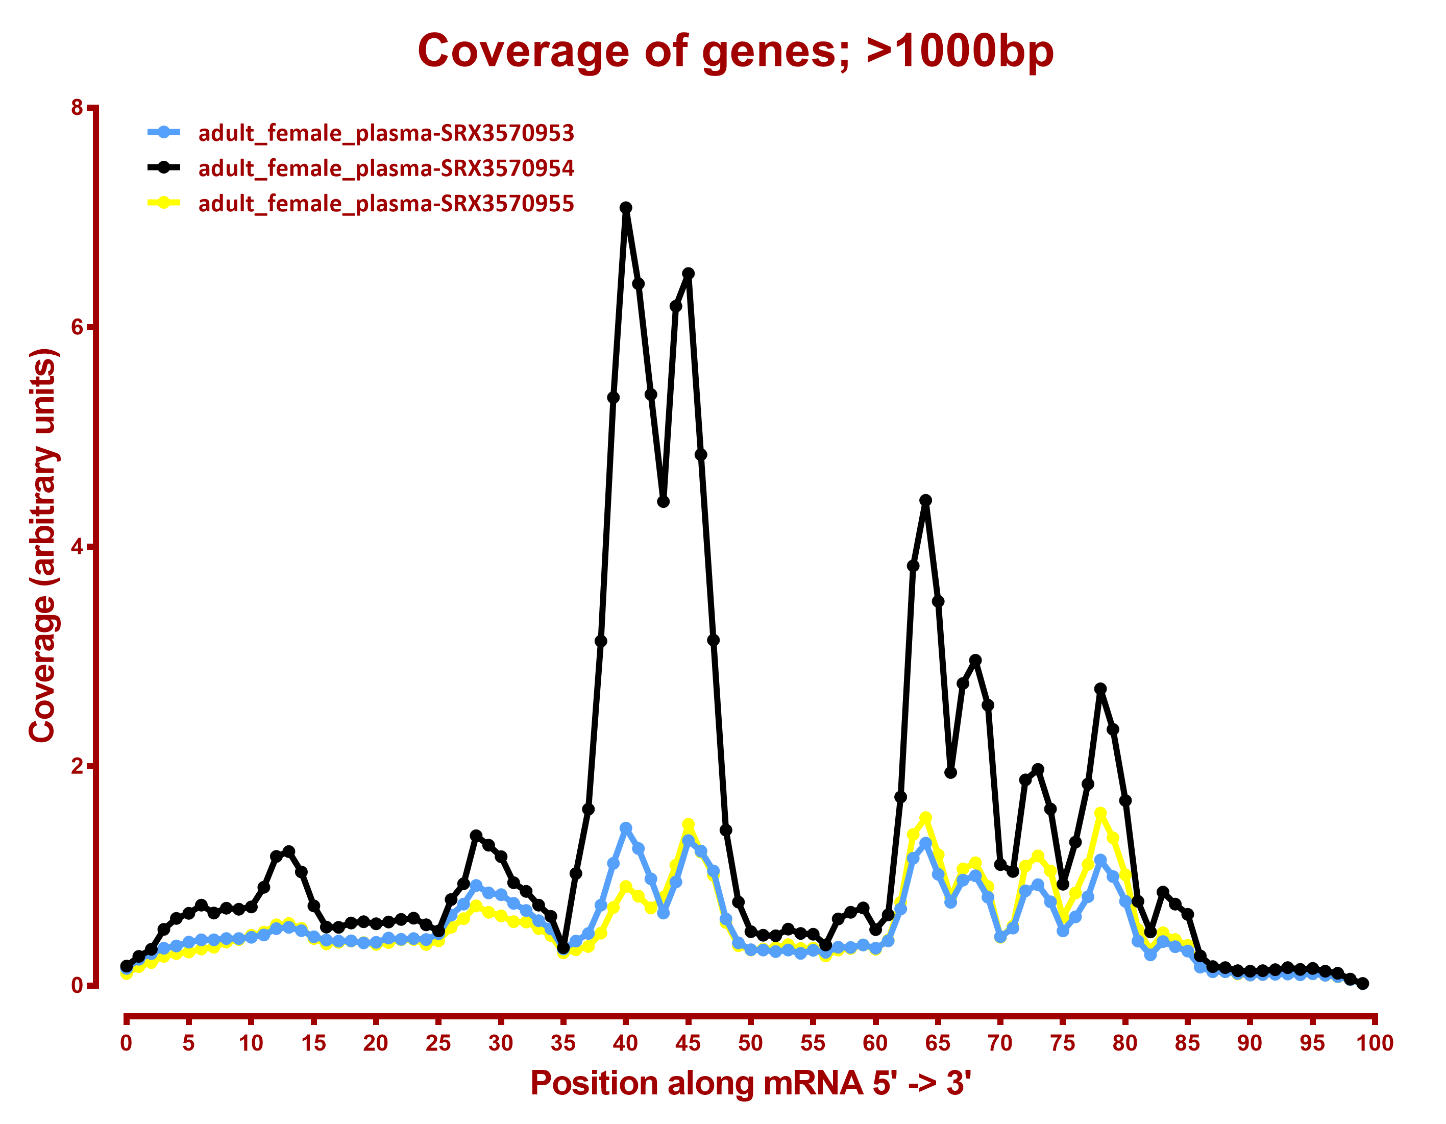 Coverage of genes; >1000bp
adult_female_plasma-SRX3570953
adult_female_plasma-SRX3570954
adult_female_plasma-SRX3570955
Coverage (arbitrary units)
8
6
4
2
0
0 5 10 15 20 25 30 35 40 45 50 55 60 65 70 75 80 85 90 95 100
Position along mRNA 5' -> 3'